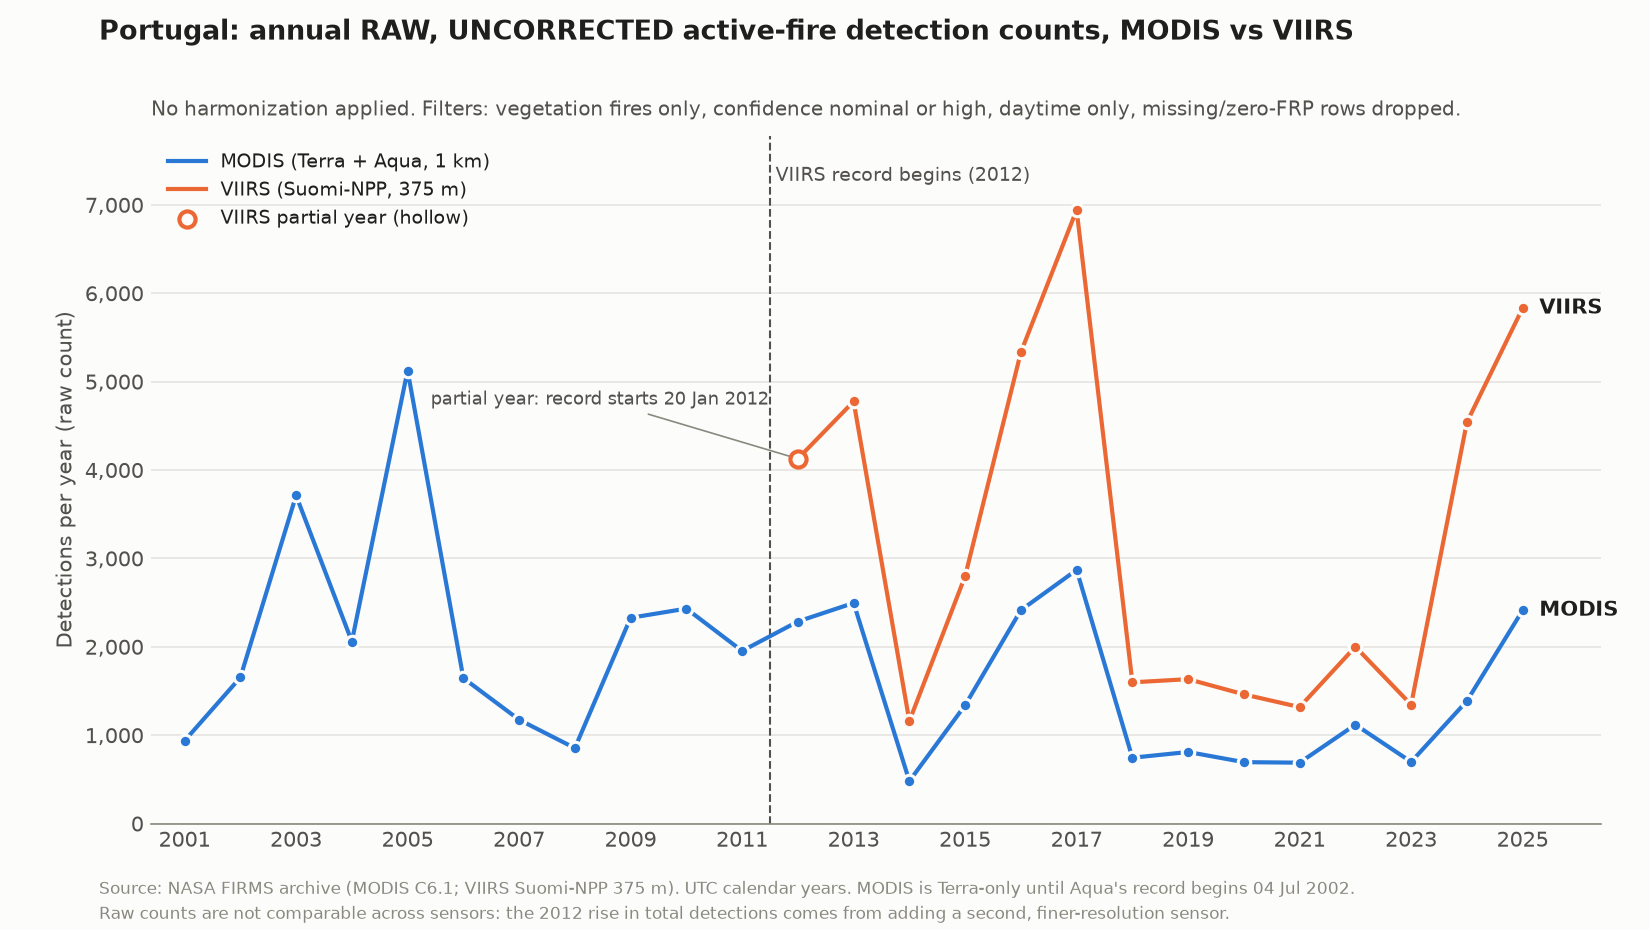 Portugal: annual RAW, UNCORRECTED active-fire detection counts, MODIS vs VIIRS
No harmonization applied. Filters: vegetation fires only, confidence nominal or high, daytime only, missing/zero-FRP rows dropped.
MODIS (Terra + Aqua, 1 km)
VIIRS (Suomi-NPP, 375 m)
VIIRS partial year (hollow)
VIIRS record begins (2012)
partial year: record starts 20 Jan 2012
VIIRS
MODIS
Detections per year (raw count)
7,000
6,000
5,000
4,000
3,000
2,000
1,000
0
2001 2003 2005 2007 2009 2011 2013 2015 2017 2019 2021 2023 2025
Source: NASA FIRMS archive (MODIS C6.1; VIIRS Suomi-NPP 375 m). UTC calendar years. MODIS is Terra-only until Aqua's record begins 04 Jul 2002.
Raw counts are not comparable across sensors: the 2012 rise in total detections comes from adding a second, finer-resolution sensor.